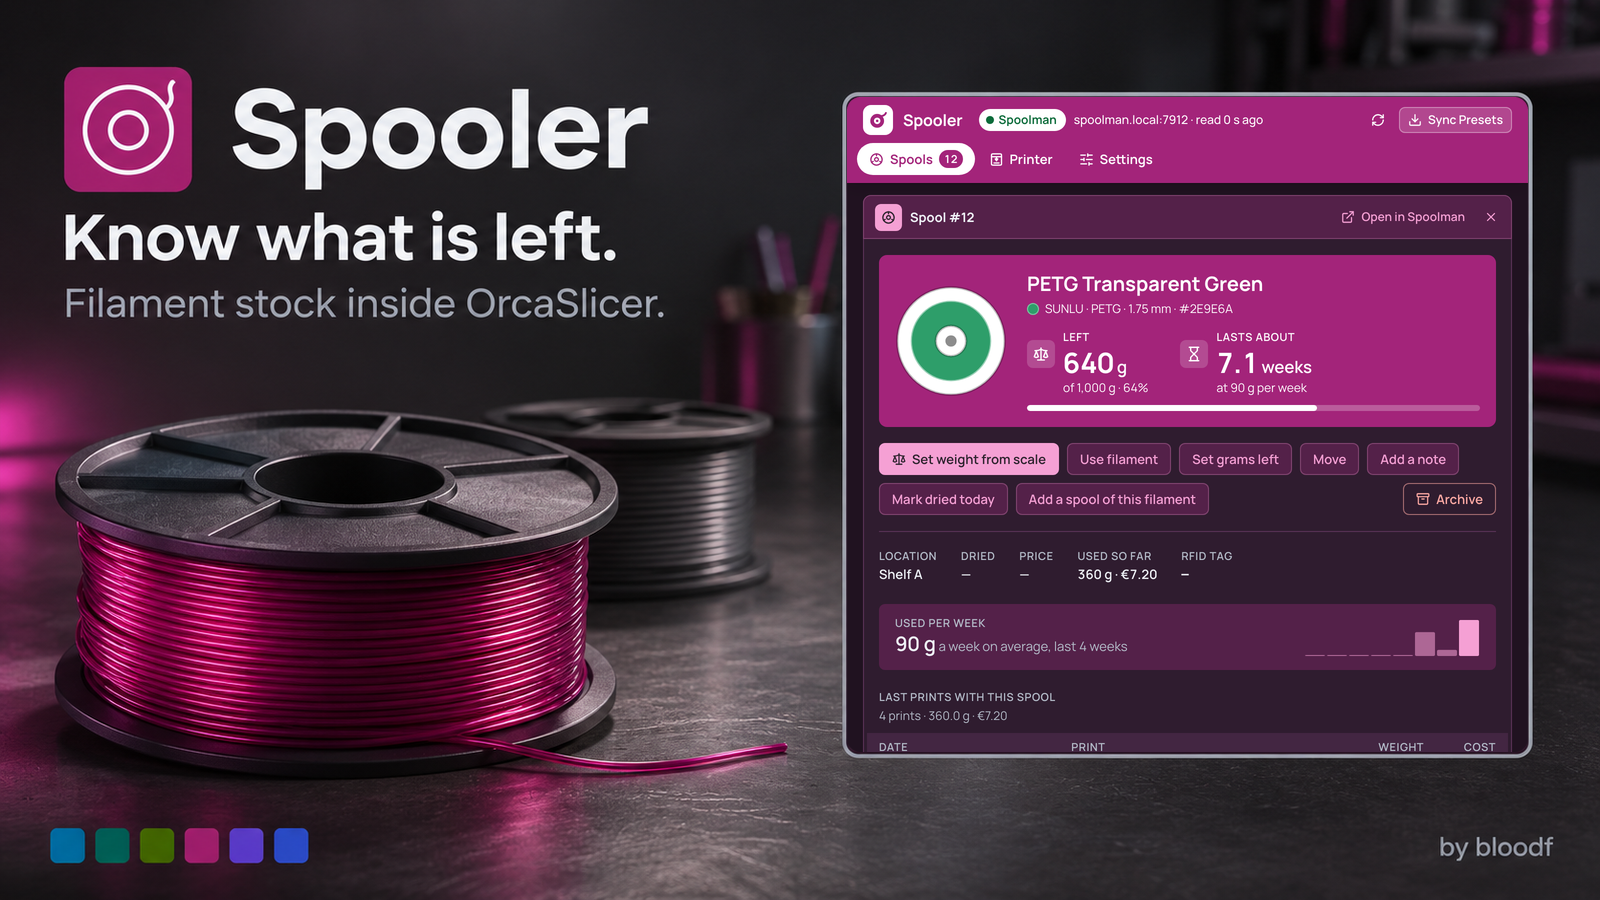 Spooler
Know what is left.
Filament stock inside OrcaSlicer.
Spooler
Spoolman
spoolman.local:7912 · read 0 s ago
Sync Presets
Spools 12
Printer
Settings
Spool #12
Open in Spoolman
PETG Transparent Green
SUNLU · PETG · 1.75 mm · #2E9E6A
LEFT
640 g
of 1,000 g · 64%
LASTS ABOUT
7.1 weeks
at 90 g per week
Set weight from scale
Use filament
Set grams left
Move
Add a note
Mark dried today
Add a spool of this filament
Archive
LOCATION
Shelf A
DRIED
–
PRICE
–
USED SO FAR
360 g · €7.20
RFID TAG
–
USED PER WEEK
90 g a week on average, last 4 weeks
LAST PRINTS WITH THIS SPOOL
4 prints · 360.0 g · €7.20
DATE PRINT WEIGHT COST
by bloodf